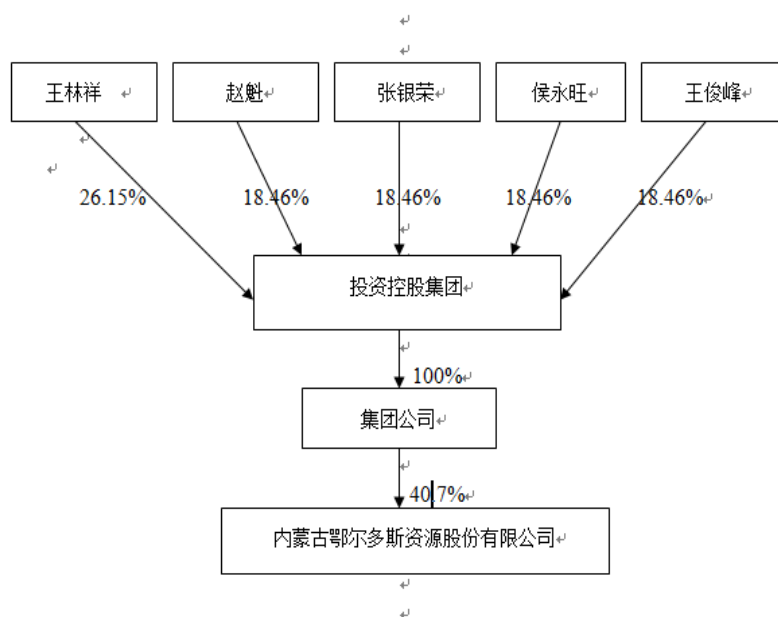 王林祥
赵魁
张银荣
侯永旺
王俊峰
26.15%
18.46%
18.46%
18.46%
18.46%
投资控股集团
100%
集团公司
40.7%
内蒙古鄂尔多斯资源股份有限公司